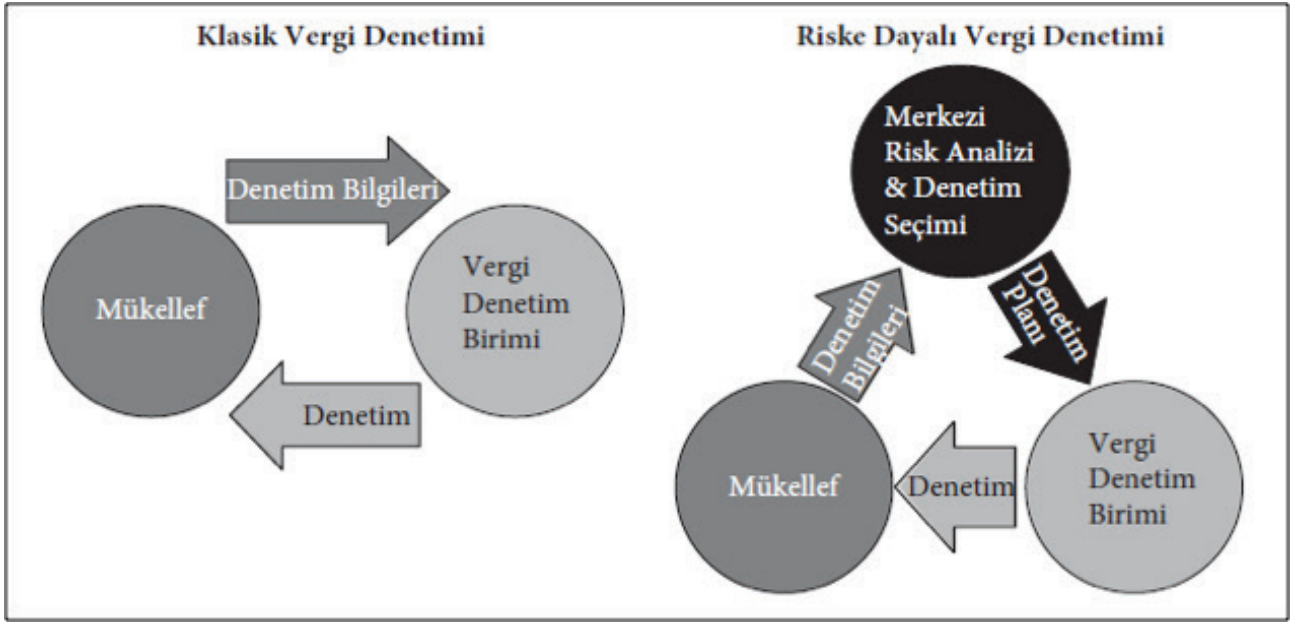 Klasik Vergi Denetimi
Denetim Bilgileri
Mükellef
Vergi
Denetim
Birimi
Denetim
Riske Dayalı Vergi Denetimi
Merkezi
Risk Analizi
& Denetim
Seçimi
Denetim
Bilgileri
Denetim
Planı
Mükellef
Denetim
Vergi
Denetim
Birimi